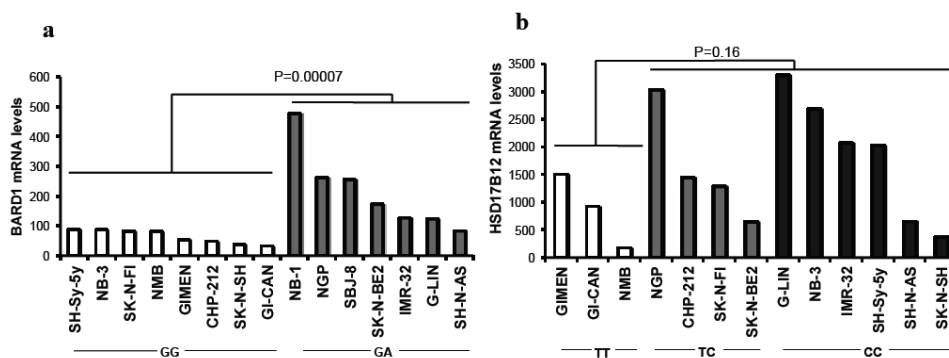 a
P=0.00007
BARD1 mRNA levels
600
500
400
300
200
100
0
SH-Sy-5y
NB-3
SK-N-FI
NMB
GIMEN
CHP-212
SK-N-SH
GI-CAN
NB-1
NGP
SBJ-8
SK-N-BE2
IMR-32
G-LIN
SH-N-AS
GG
GA
b
P=0.16
HSD17B12 mRNA levels
3500
3000
2500
2000
1500
1000
500
0
GIMEN
GI-CAN
NMB
NGP
CHP-212
SK-N-FI
SK-N-BE2
G-LIN
NB-3
IMR-32
SH-Sy-5y
SH-N-AS
SK-N-SH
TT
TC
CC